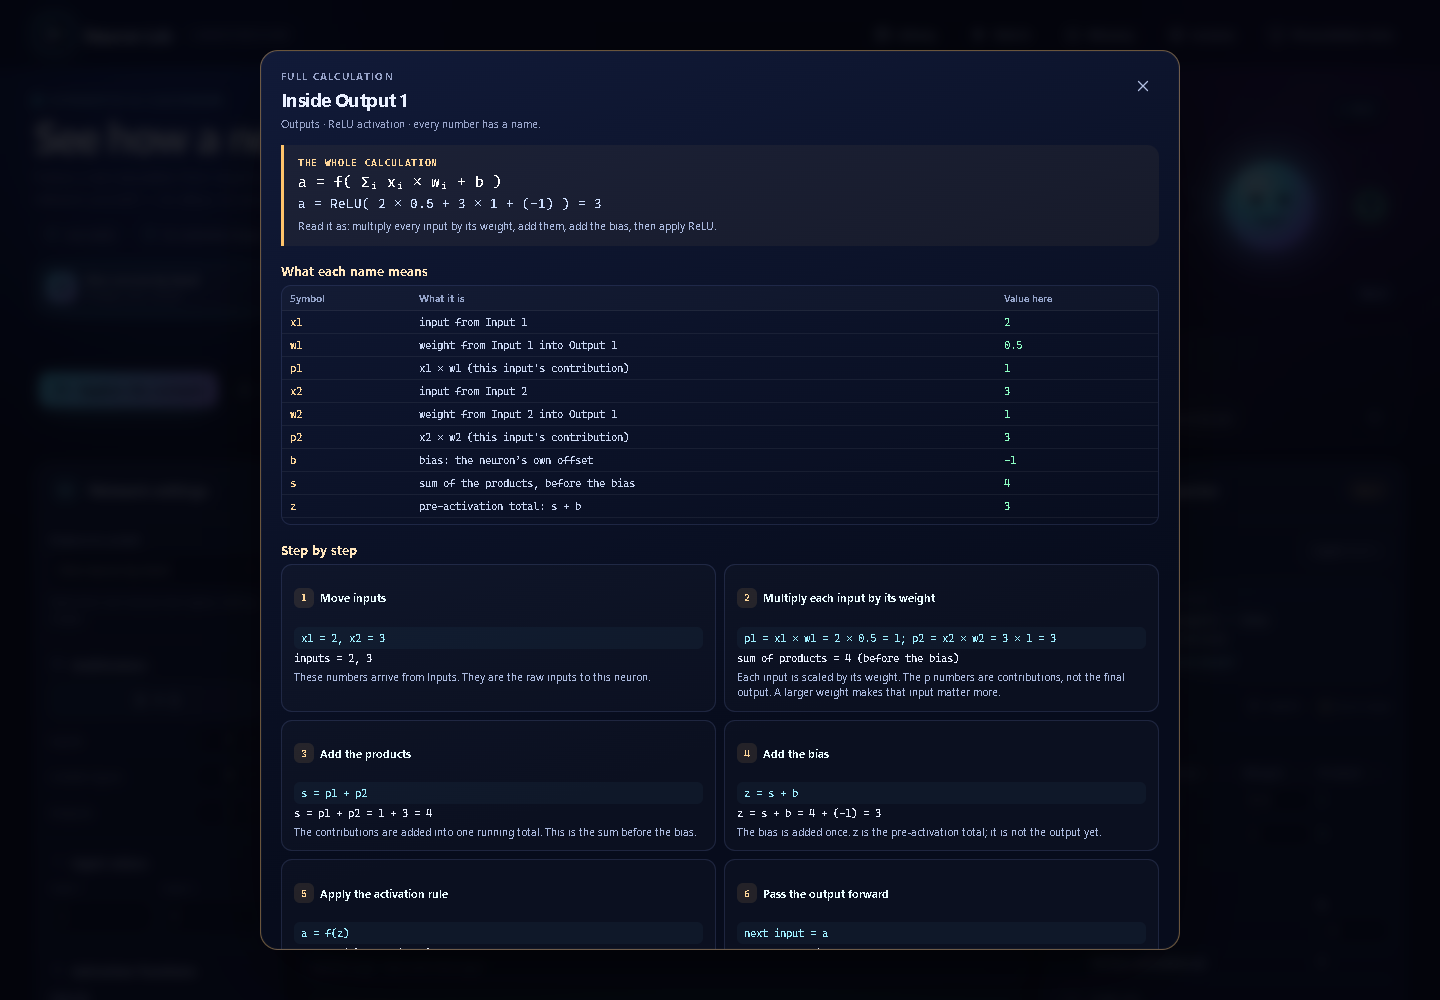 See how a ne
FULL CALCULATION
Inside Output 1
Outputs · ReLU activation · every number has a name.
THE WHOLE CALCULATION
a = f( Σᵢ xᵢ × wᵢ + b )
a = ReLU( 2 × 0.5 + 3 × 1 + (−1) ) = 3
Read it as: multiply every input by its weight, add them, add the bias, then apply ReLU.
What each name means
Symbol What it is Value here
x1 input from Input 1 2
w1 weight from Input 1 into Output 1 0.5
p1 x1 × w1 (this input's contribution) 1
x2 input from Input 2 3
w2 weight from Input 2 into Output 1 1
p2 x2 × w2 (this input's contribution) 3
b bias: the neuron’s own offset −1
s sum of the products, before the bias 4
z pre-activation total: s + b 3
Step by step
1 Move inputs
x1 = 2, x2 = 3
inputs = 2, 3
These numbers arrive from Inputs. They are the raw inputs to this neuron.
2 Multiply each input by its weight
p1 = x1 × w1 = 2 × 0.5 = 1; p2 = x2 × w2 = 3 × 1 = 3
sum of products = 4 (before the bias)
Each input is scaled by its weight. The p numbers are contributions, not the final
output. A larger weight makes that input matter more.
3 Add the products
s = p1 + p2
s = p1 + p2 = 1 + 3 = 4
The contributions are added into one running total. This is the sum before the bias.
4 Add the bias
z = s + b
z = s + b = 4 + (−1) = 3
The bias is added once. z is the pre-activation total; it is not the output yet.
5 Apply the activation rule
a = f(z)
6 Pass the output forward
next input = a